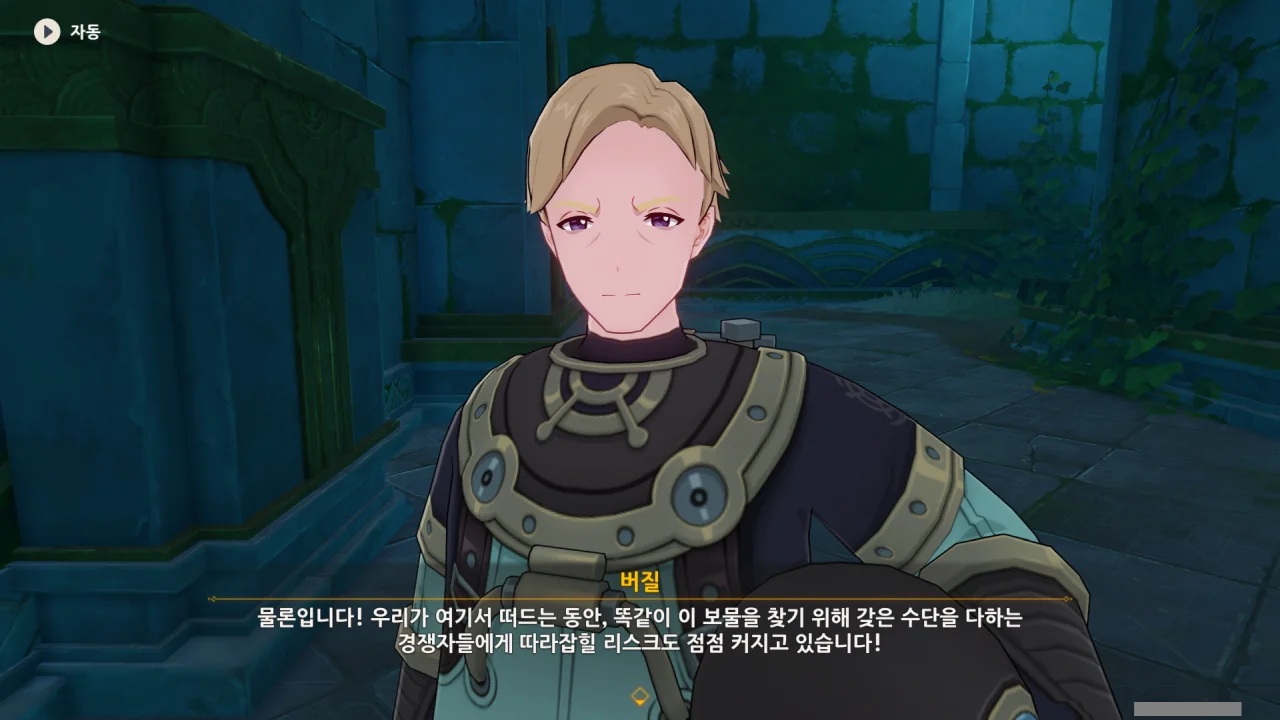 자동
버질
물론입니다! 우리가 여기서 떠드는 동안, 똑같이 이 보물을 찾기 위해 갖은 수단을 다하는
경쟁자들에게 따라잡힐 리스크도 점점 커지고 있습니다!